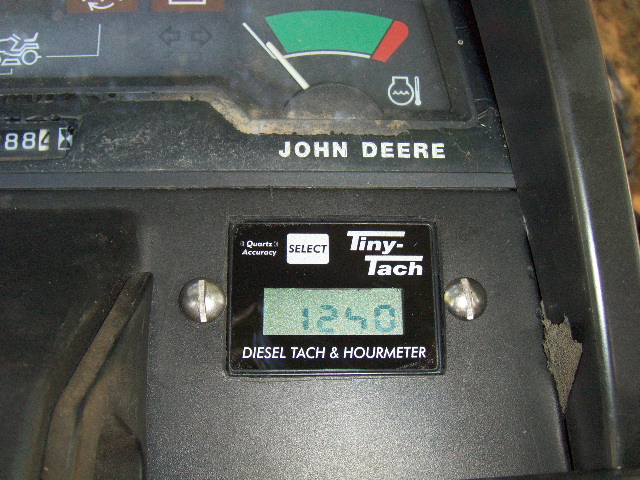 JOHN DEERE
Quartz Accuracy
SELECT
Tiny-Tach
1240
DIESEL TACH & HOURMETER